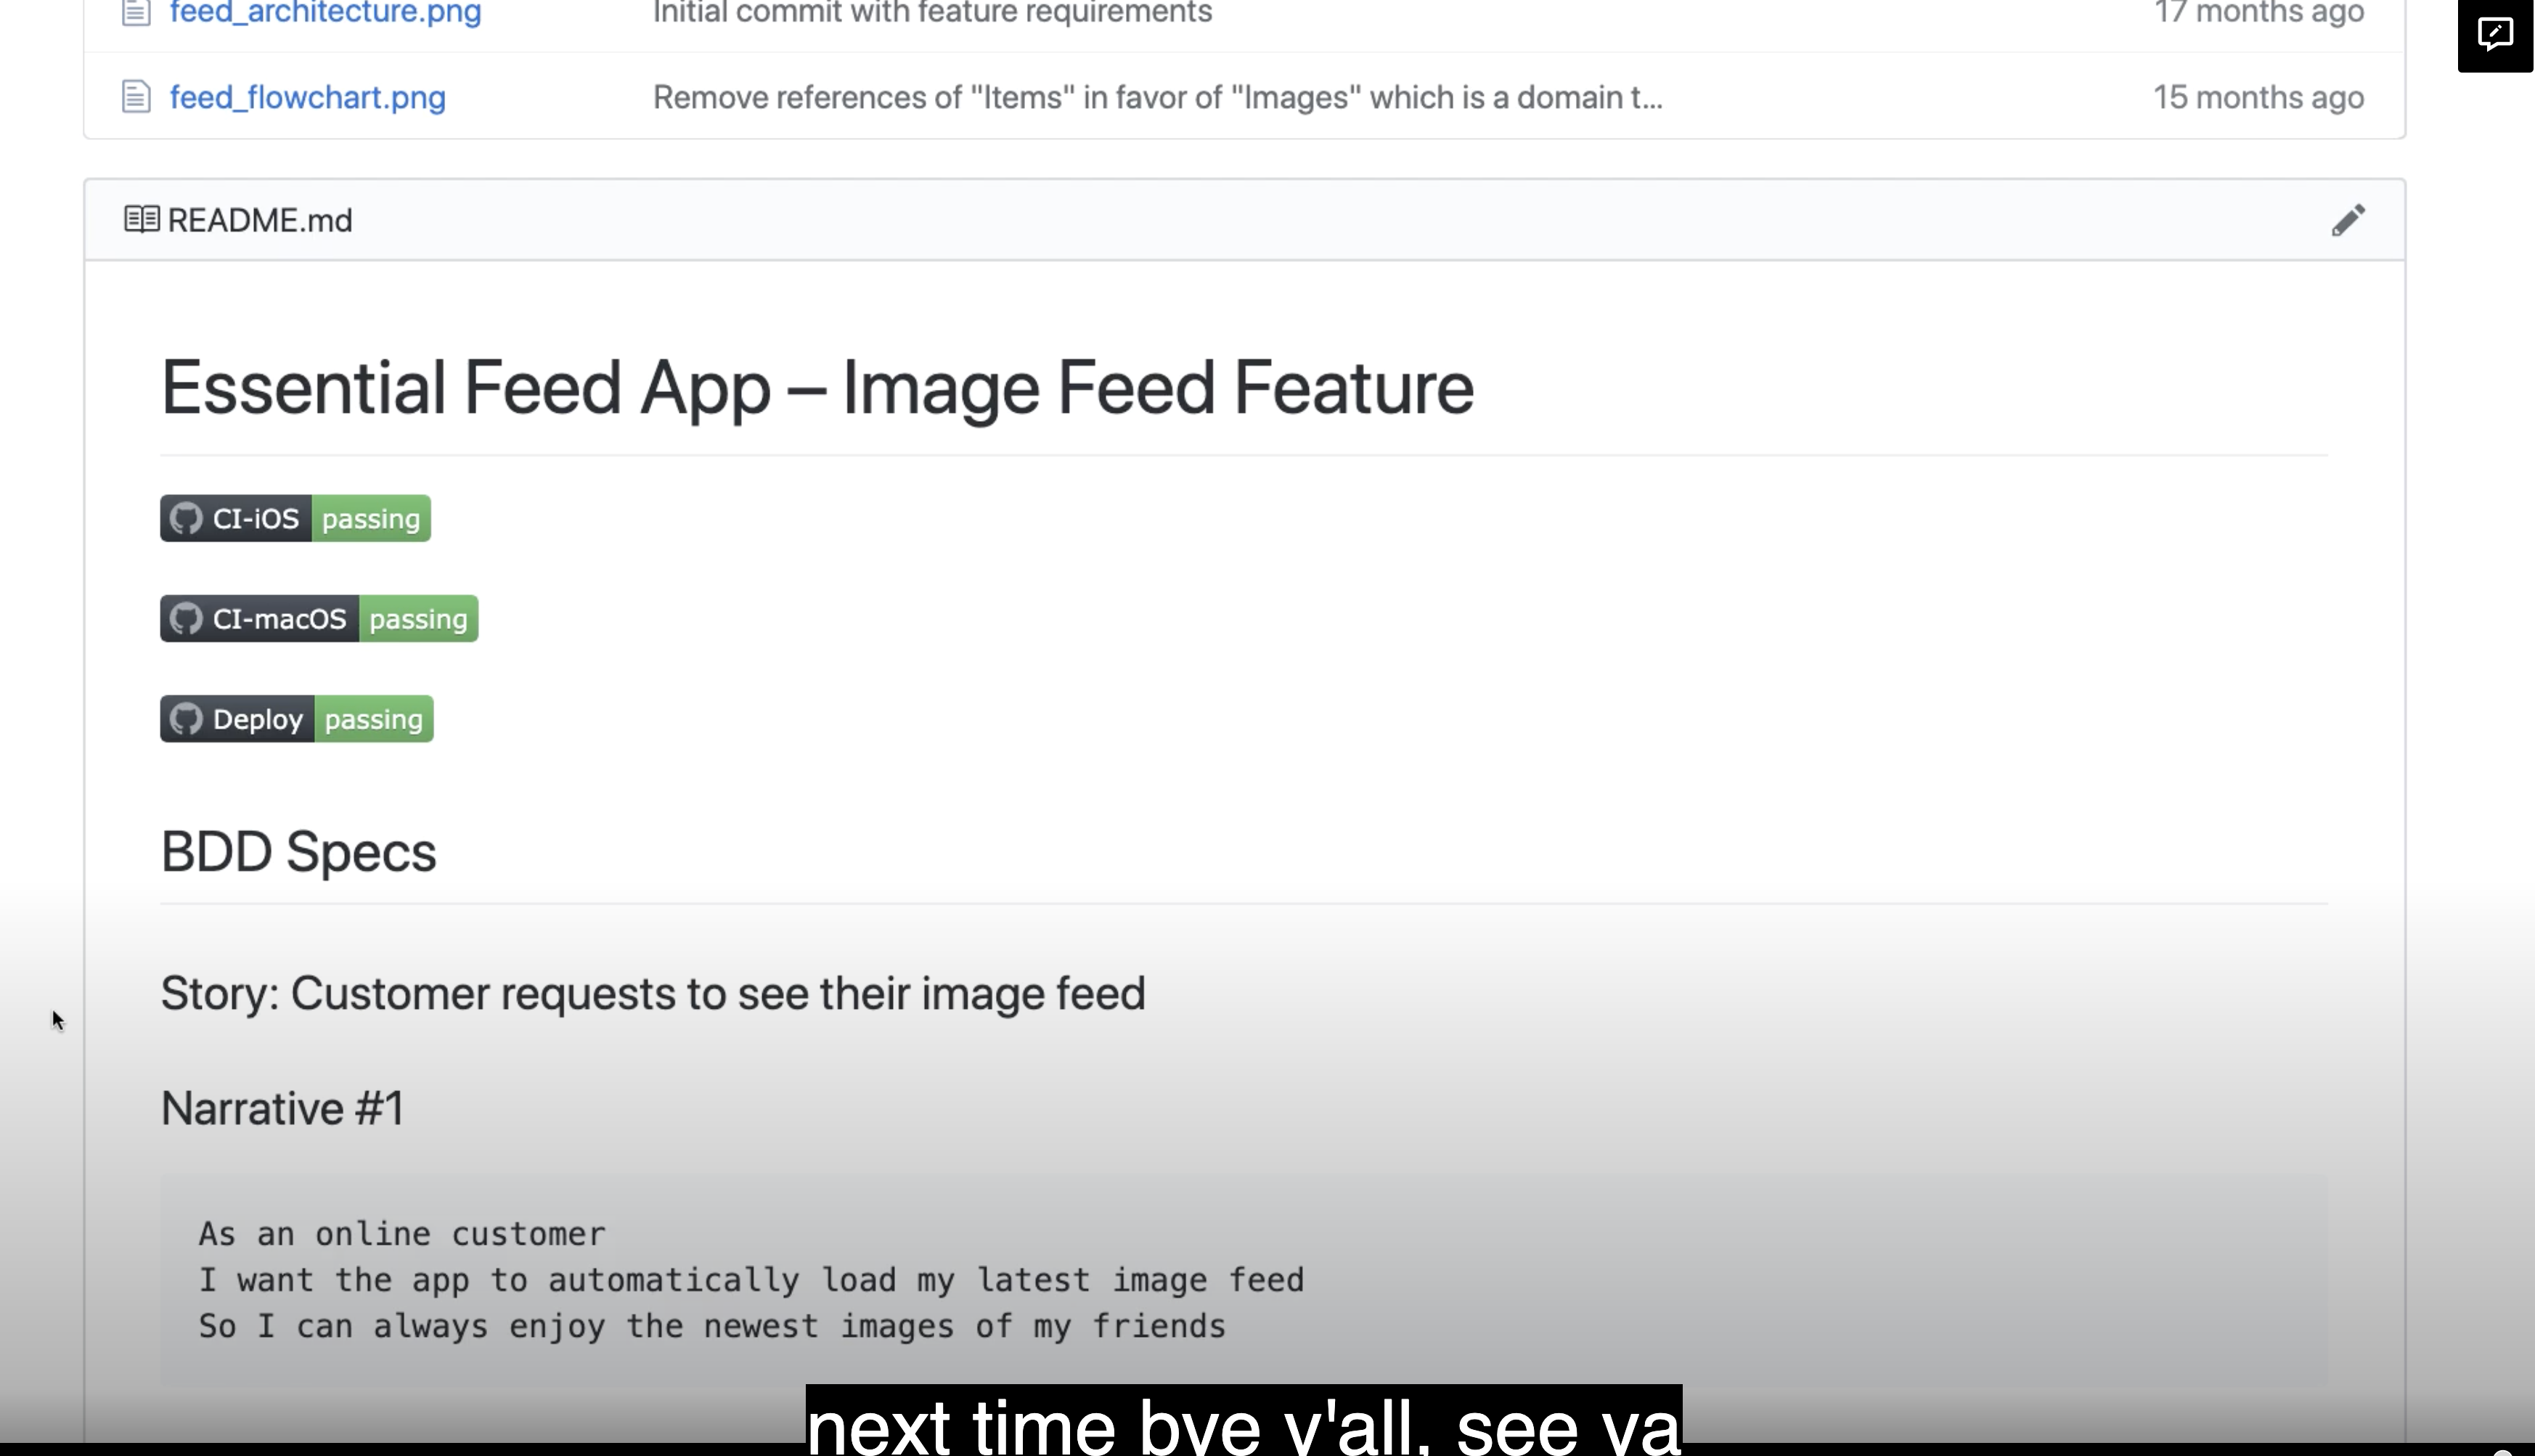 feed_architecture.png Initial commit with feature requirements 17 months ago
feed_flowchart.png Remove references of "Items" in favor of "Images" which is a domain t... 15 months ago
README.md
Essential Feed App – Image Feed Feature
CI-iOS passing
CI-macOS passing
Deploy passing
BDD Specs
Story: Customer requests to see their image feed
Narrative #1
As an online customer
I want the app to automatically load my latest image feed
So I can always enjoy the newest images of my friends
next time bye y'all, see ya